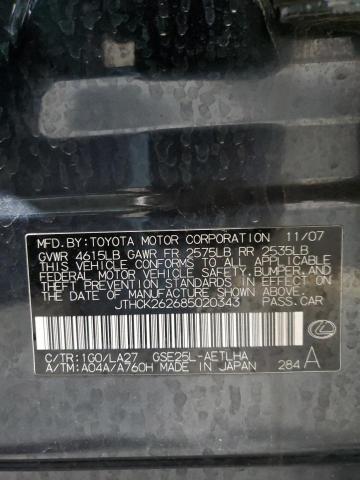 MFD. BY: TOYOTA MOTOR CORPORATION 11/07
GVWR 4615LB GAWR FR 2575LB RR 2535LB
THIS VEHICLE CONFORMS TO ALL APPLICABLE
FEDERAL MOTOR VEHICLE SAFETY, BUMPER, AND
THEFT PREVENTION STANDARDS IN EFFECT ON
THE DATE OF MANUFACTURE SHOWN ABOVE.
JTHCK262685020343 PASS. CAR
C/TR: 1G0/LA27 GSE25L-AETLHA
A/TM: A04A/A760H MADE IN JAPAN 284 A